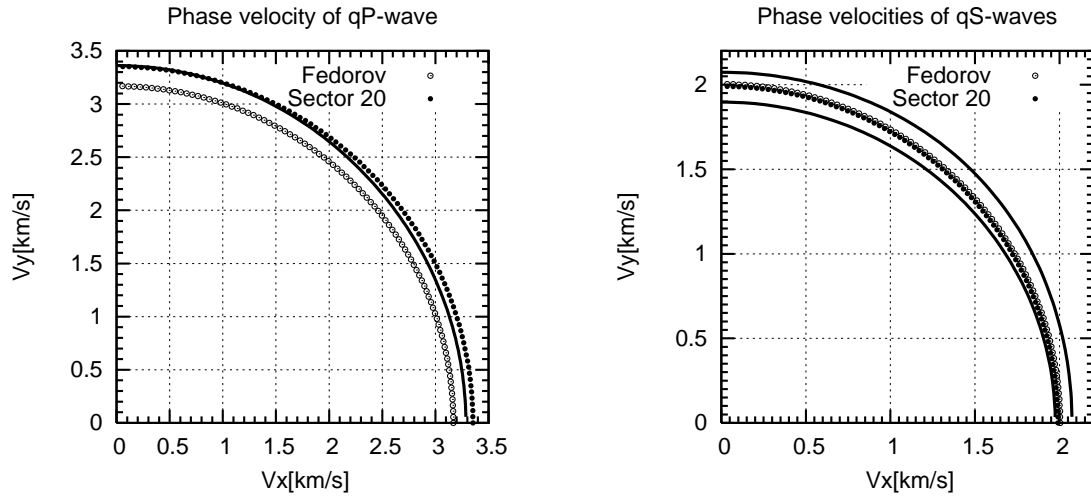 Phase velocity of qP-wave
3.5
3
2.5
2
1.5
1
0.5
0
Vy[km/s]
Fedorov
Sector 20
0 0.5 1 1.5 2 2.5 3 3.5
Vx[km/s]
Phase velocities of qS-waves
2
1.5
1
0.5
0
Vy[km/s]
Fedorov
Sector 20
0 0.5 1 1.5 2
Vx[km/s]